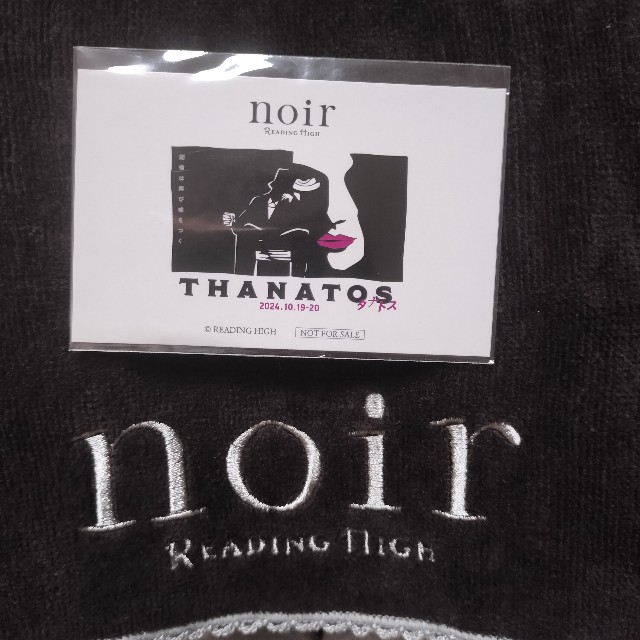 noir
READING HIGH
THANATOS
タナトス
2024.10.19-20
© READING HIGH
NOT FOR SALE
noir
READING HIGH